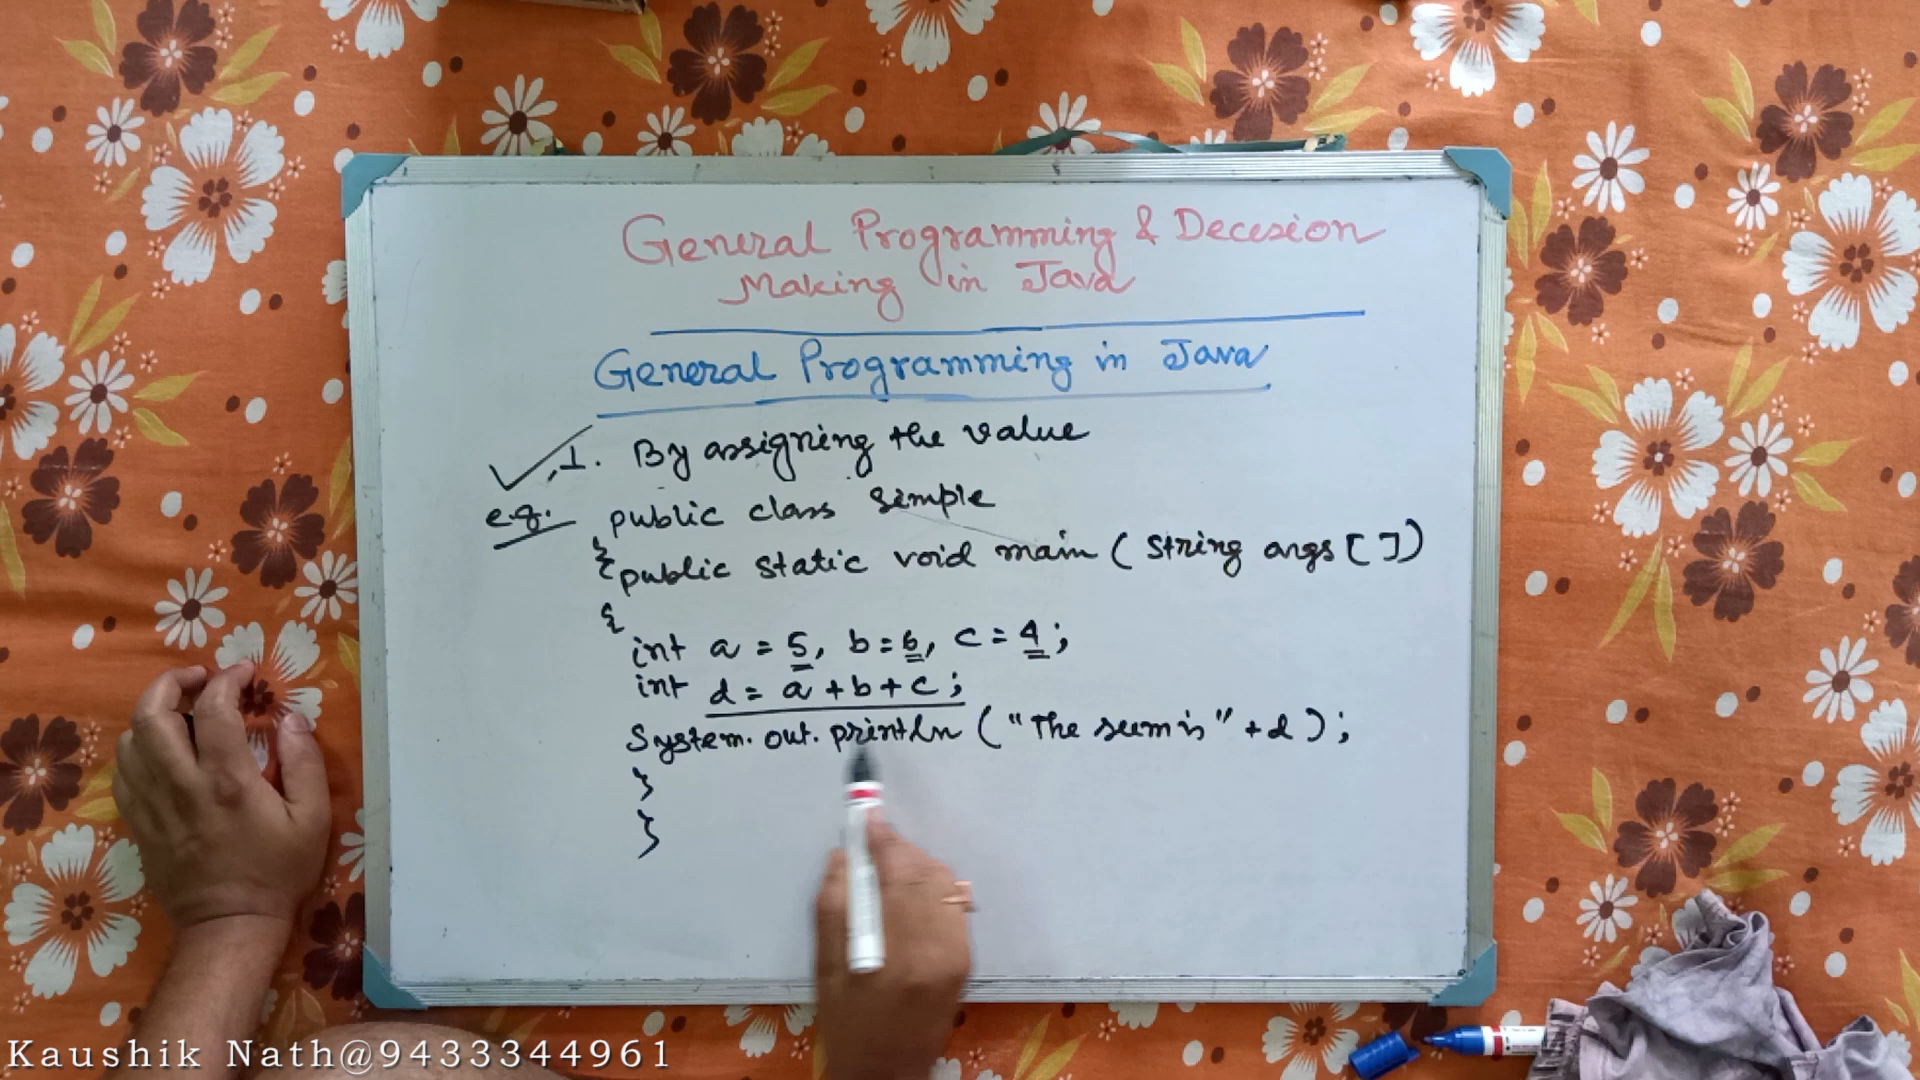 General Programming & Decesion
Making in Java
General Programming in Java
1. By assigning the value
e.g. public class simple
{ public static void main ( string args [ ] )
{
int a = 5, b = 6, c = 4 ;
int d = a + b + c ;
System. out. println ( "The sum is" + d ) ;
}
}
Kaushik Nath@9433344961